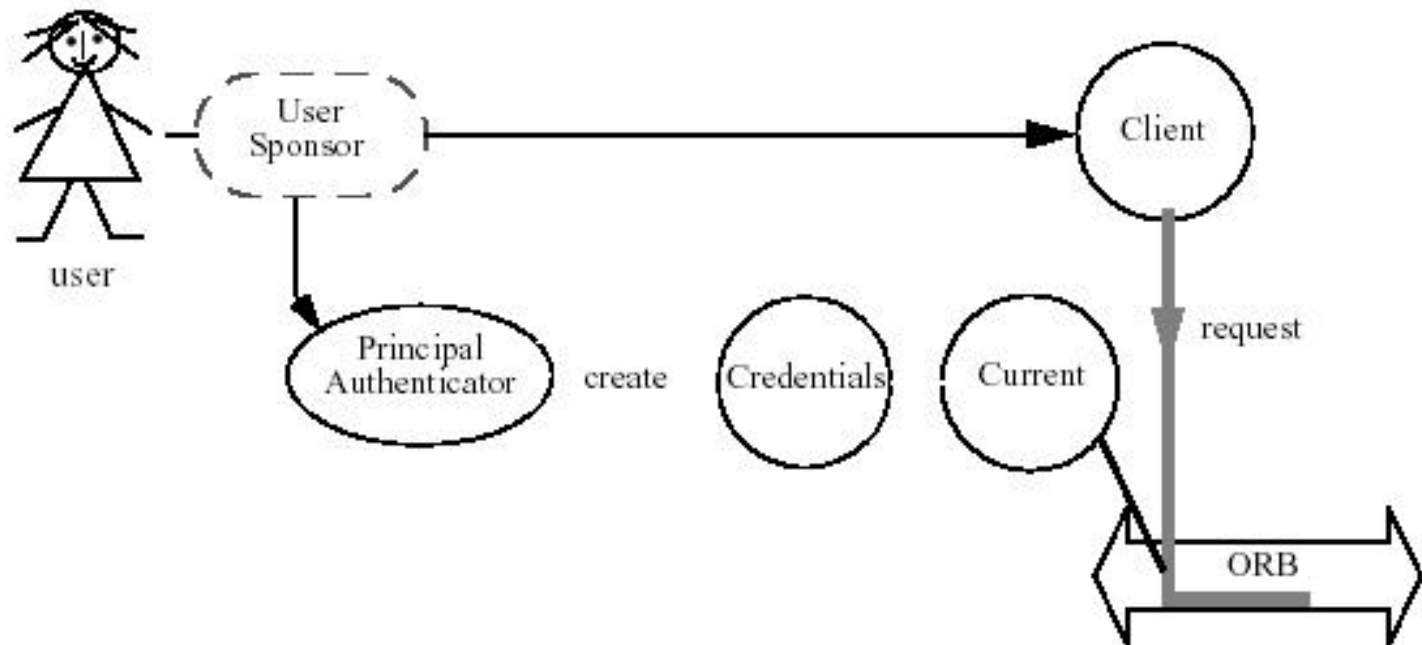 User
Sponsor
Client
user
request
Principal
Authenticator
create
Credentials
Current
ORB